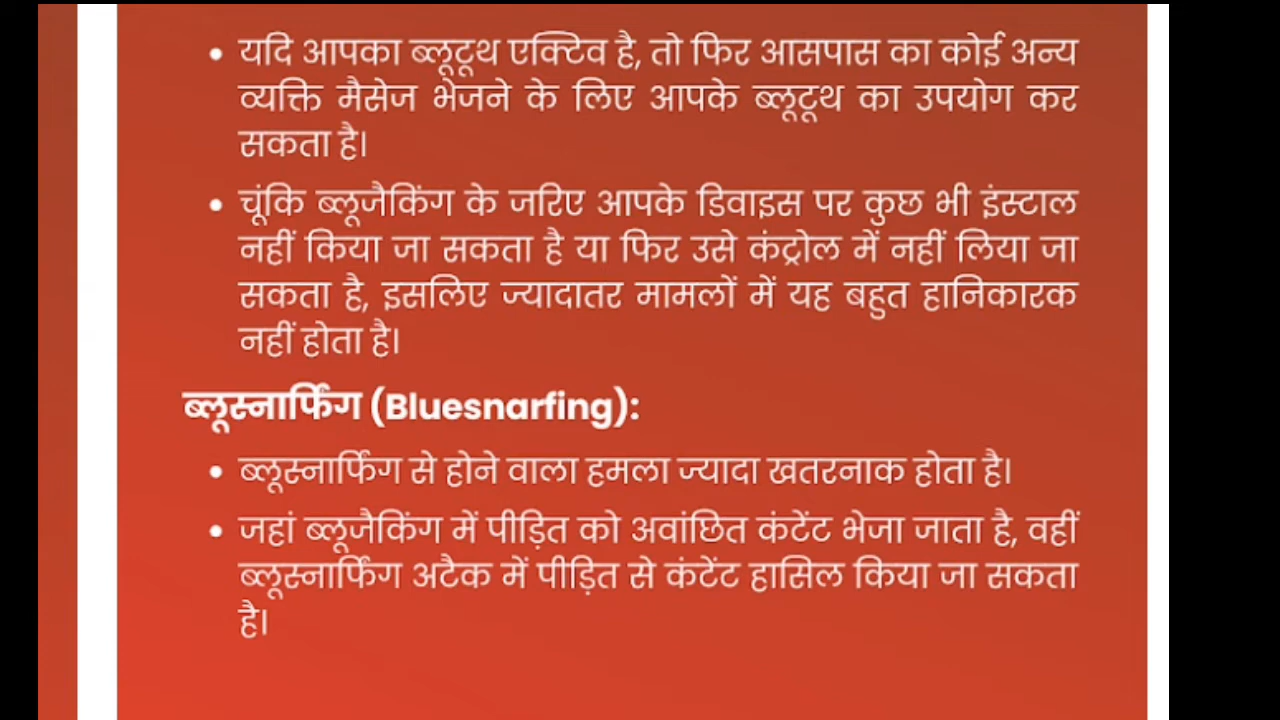 • यदि आपका ब्लूटूथ एक्टिव है, तो फिर आसपास का कोई अन्य
व्यक्ति मैसेज भेजने के लिए आपके ब्लूटूथ का उपयोग कर
सकता है।
• चूंकि ब्लूजैकिंग के जरिए आपके डिवाइस पर कुछ भी इंस्टाल
नहीं किया जा सकता है या फिर उसे कंट्रोल में नहीं लिया जा
सकता है, इसलिए ज्यादातर मामलों में यह बहुत हानिकारक
नहीं होता है।
ब्लूस्नार्फिंग (Bluesnarfing):
• ब्लूस्नार्फिंग से होने वाला हमला ज्यादा खतरनाक होता है।
• जहां ब्लूजैकिंग में पीड़ित को अवांछित कंटेंट भेजा जाता है, वहीं
ब्लूस्नार्फिंग अटैक में पीड़ित से कंटेंट हासिल किया जा सकता
है।